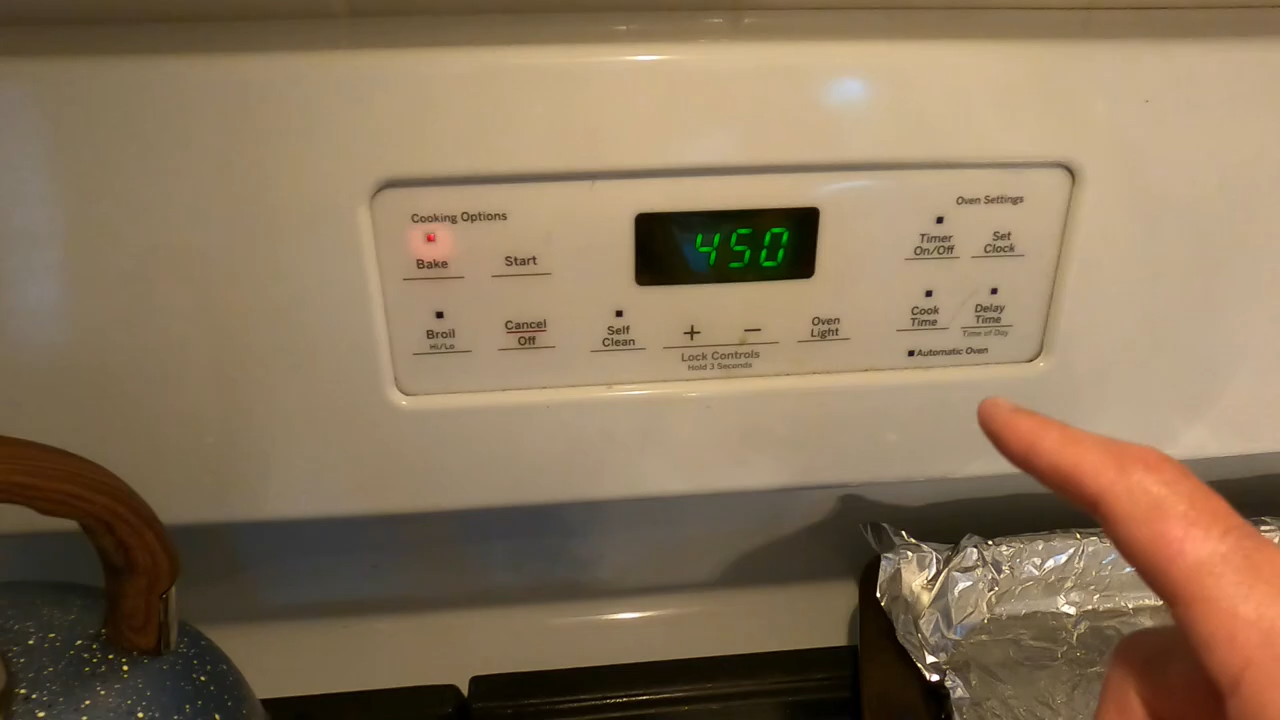 Cooking Options
Bake
Start
Broil
Hi/Lo
Cancel
Off
Self
Clean
450
+ −
Lock Controls
Hold 3 Seconds
Oven
Light
Oven Settings
Timer
On/Off
Set
Clock
Cook
Time
Delay
Time
Time of Day
Automatic Oven